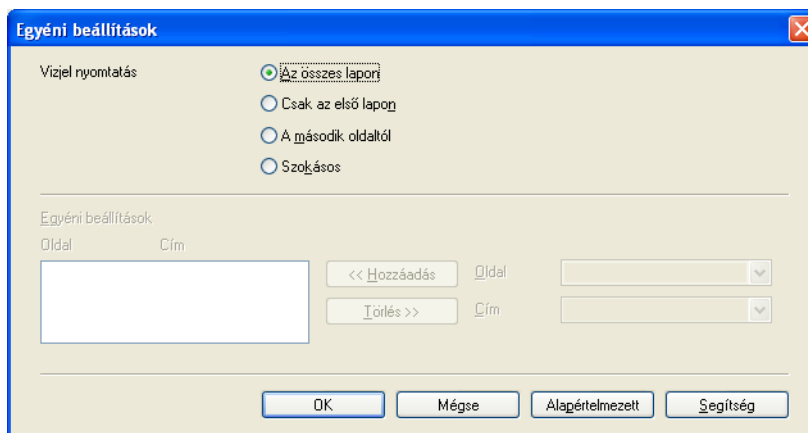 Egyéni beállítások
Vizjel nyomtatás
Az összes lapon
Csak az első lapon
A második oldaltól
Szokásos
Egyéni beállítások
Oldal Cím
<< Hozzáadás Oldal
Törlés >> Cím
OK Mégse Alapértelmezett Segítség